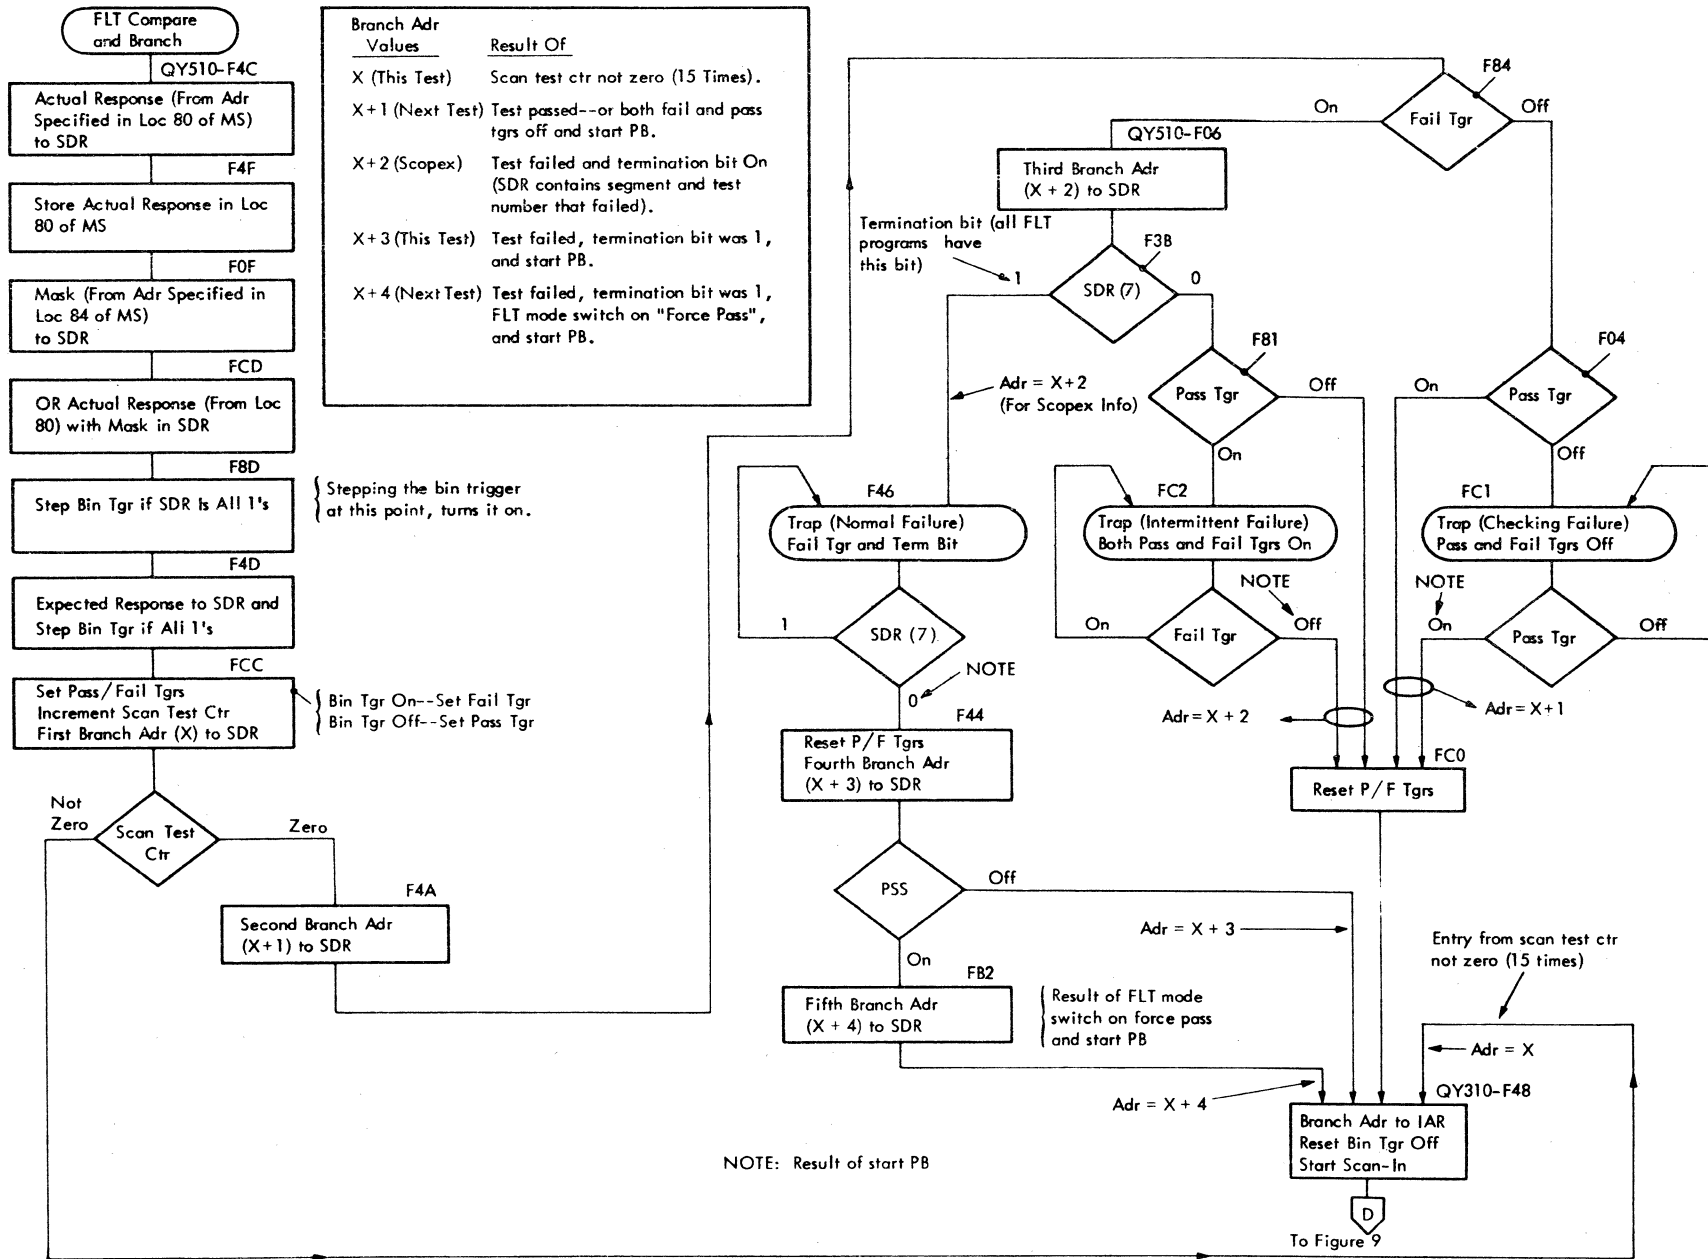 FLT Compare
and Branch
QY510-F4C
Actual Response (From Adr
Specified in Loc 80 of MS)
to SDR
F4F
Store Actual Response in Loc
80 of MS
F0F
Mask (From Adr Specified in
Loc 84 of MS)
to SDR
FCD
OR Actual Response (From Loc
80) with Mask in SDR
F8D
Step Bin Tgr if SDR Is All 1's
Stepping the bin trigger
at this point, turns it on.
F4D
Expected Response to SDR and
Step Bin Tgr if All 1's
FCC
Set Pass/Fail Tgrs
Increment Scan Test Ctr
First Branch Adr (X) to SDR
Bin Tgr On--Set Fail Tgr
Bin Tgr Off--Set Pass Tgr
Not
Zero
Scan Test
Ctr
Zero
F4A
Second Branch Adr
(X+1) to SDR
Branch Adr
Values Result Of
X (This Test) Scan test ctr not zero (15 Times).
X+1 (Next Test) Test passed--or both fail and pass
tgrs off and start PB.
X+2 (Scopex) Test failed and termination bit On
(SDR contains segment and test
number that failed).
X+3 (This Test) Test failed, termination bit was 1,
and start PB.
X+4 (Next Test) Test failed, termination bit was 1,
FLT mode switch on "Force Pass",
and start PB.
F84
On
Fail Tgr
Off
QY510-F06
Third Branch Adr
(X + 2) to SDR
Termination bit (all FLT
programs have
this bit)
F3B
1
SDR (7)
0
Adr = X+2
(For Scopex Info)
F81
Pass Tgr
Off
On
F04
On
Pass Tgr
Off
F46
Trap (Normal Failure)
Fail Tgr and Term Bit
1
SDR (7)
0
NOTE
FC2
Trap (Intermittent Failure)
Both Pass and Fail Tgrs On
On
Fail Tgr
NOTE
Off
FC1
Trap (Checking Failure)
Pass and Fail Tgrs Off
NOTE
On
Pass Tgr
Off
Adr = X + 2
Adr = X+1
F44
Reset P/F Tgrs
Fourth Branch Adr
(X + 3) to SDR
FC0
Reset P/F Tgrs
PSS
Off
On
Adr = X + 3
FB2
Fifth Branch Adr
(X + 4) to SDR
Result of FLT mode
switch on force pass
and start PB
Adr = X + 4
Entry from scan test ctr
not zero (15 times)
Adr = X
QY310-F48
Branch Adr to IAR
Reset Bin Tgr Off
Start Scan-In
D
To Figure 9
NOTE: Result of start PB